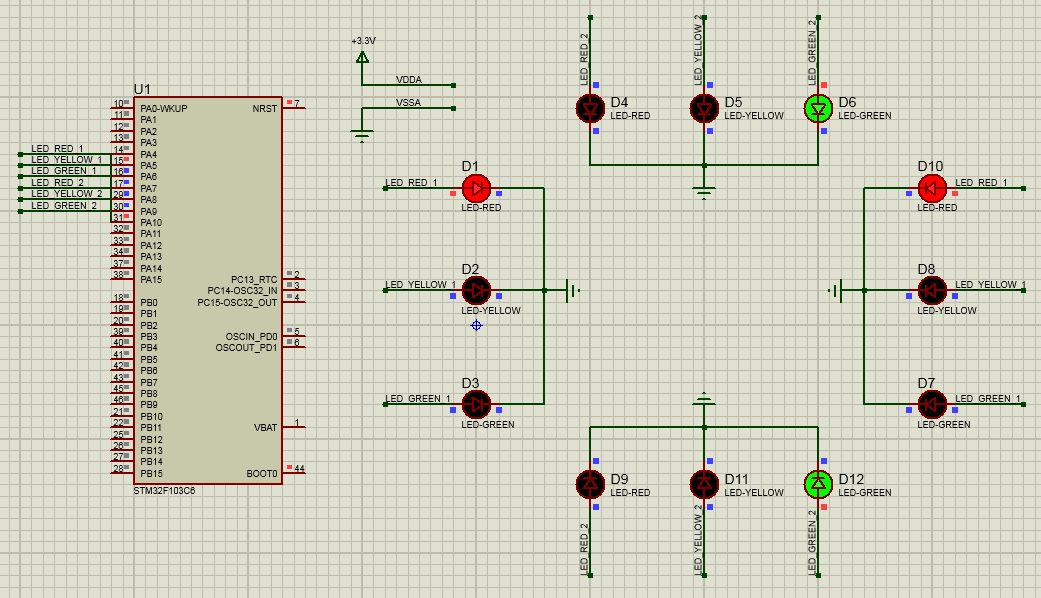 U1
10
PA0-WKUP
NRST
7
11
PA1
12
PA2
13
PA3
LED_RED_1
14
PA4
LED_YELLOW_1
15
PA5
LED_GREEN_1
16
PA6
LED_RED_2
17
PA7
LED_YELLOW_2
29
PA8
LED_GREEN_2
30
PA9
31
PA10
32
PA11
33
PA12
34
PA13
37
PA14
38
PA15
PC13_RTC
2
PC14-OSC32_IN
3
PC15-OSC32_OUT
4
18
PB0
19
PB1
20
PB2
39
PB3
OSCIN_PD0
5
40
PB4
OSCOUT_PD1
6
41
PB5
42
PB6
43
PB7
45
PB8
46
PB9
21
PB10
22
PB11
VBAT
1
25
PB12
26
PB13
27
PB14
28
PB15
BOOT0
44
STM32F103C6
+3.3V
VDDA
VSSA
LED_RED_2
D4
LED-RED
LED_YELLOW_2
D5
LED-YELLOW
LED_GREEN_2
D6
LED-GREEN
D1
LED_RED_1
LED-RED
D2
LED_YELLOW_1
LED-YELLOW
D3
LED_GREEN_1
LED-GREEN
D10
LED_RED_1
LED-RED
D8
LED_YELLOW_1
LED-YELLOW
D7
LED_GREEN_1
LED-GREEN
D9
LED-RED
LED_RED_2
D11
LED-YELLOW
LED_YELLOW_2
D12
LED-GREEN
LED_GREEN_2